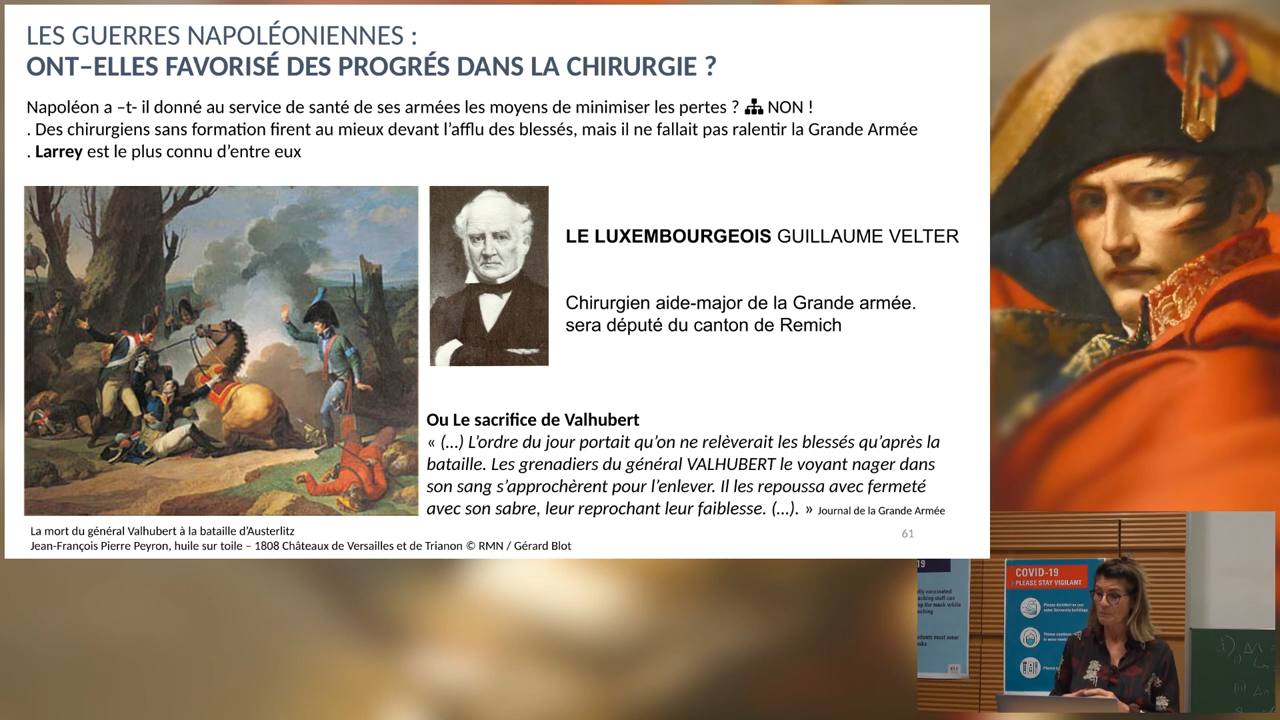 LES GUERRES NAPOLÉONIENNES :
ONT–ELLES FAVORISÉ DES PROGRÉS DANS LA CHIRURGIE ?
Napoléon a –t- il donné au service de santé de ses armées les moyens de minimiser les pertes ? NON !
. Des chirurgiens sans formation firent au mieux devant l’afflu des blessés, mais il ne fallait pas ralentir la Grande Armée
. Larrey est le plus connu d’entre eux
LE LUXEMBOURGEOIS GUILLAUME VELTER
Chirurgien aide-major de la Grande armée.
sera député du canton de Remich
Ou Le sacrifice de Valhubert
« (…) L’ordre du jour portait qu’on ne relèverait les blessés qu’après la
bataille. Les grenadiers du général VALHUBERT le voyant nager dans
son sang s’approchèrent pour l’enlever. Il les repoussa avec fermeté
avec son sabre, leur reprochant leur faiblesse. (…). » Journal de la Grande Armée
La mort du général Valhubert à la bataille d’Austerlitz
Jean-François Pierre Peyron, huile sur toile – 1808 Châteaux de Versailles et de Trianon © RMN / Gérard Blot
61
19
COVID-19
PLEASE STAY VIGILANT